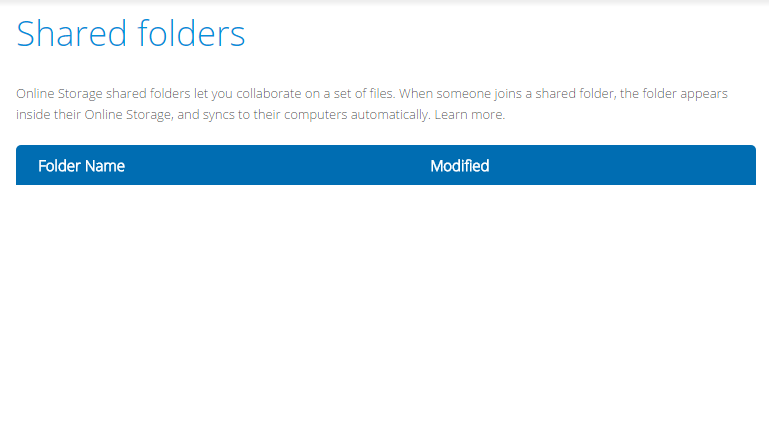 Shared folders
Online Storage shared folders let you collaborate on a set of files. When someone joins a shared folder, the folder appears
inside their Online Storage, and syncs to their computers automatically. Learn more.
Folder Name Modified